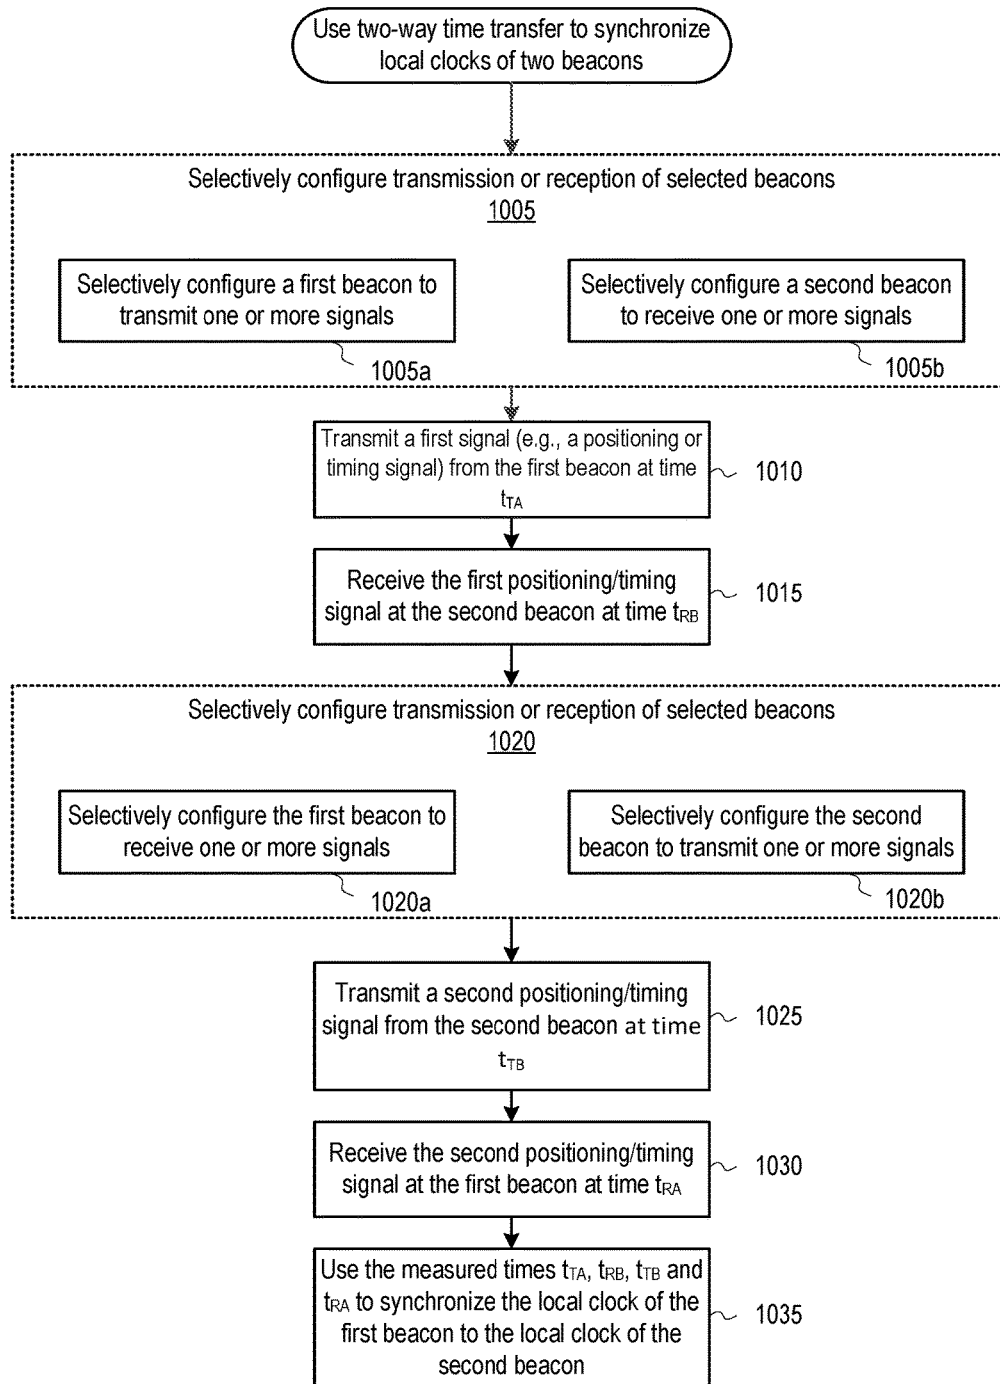 Use two-way time transfer to synchronize
local clocks of two beacons
Selectively configure transmission or reception of selected beacons
1005
Selectively configure a first beacon to
transmit one or more signals
1005a
Selectively configure a second beacon
to receive one or more signals
1005b
Transmit a first signal (e.g., a positioning or
timing signal) from the first beacon at time
tTA
1010
Receive the first positioning/timing
signal at the second beacon at time tRB
1015
Selectively configure transmission or reception of selected beacons
1020
Selectively configure the first beacon to
receive one or more signals
1020a
Selectively configure the second
beacon to transmit one or more signals
1020b
Transmit a second positioning/timing
signal from the second beacon at time
tTB
1025
Receive the second positioning/timing
signal at the first beacon at time tRA
1030
Use the measured times tTA, tRB, tTB and
tRA to synchronize the local clock of the
first beacon to the local clock of the
second beacon
1035